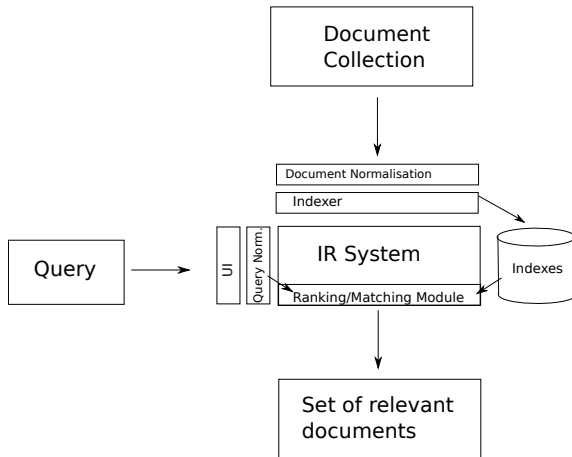 Document
Collection
Document Normalisation
Indexer
Query
UI
Query Norm.
IR System
Ranking/Matching Module
Indexes
Set of relevant
documents